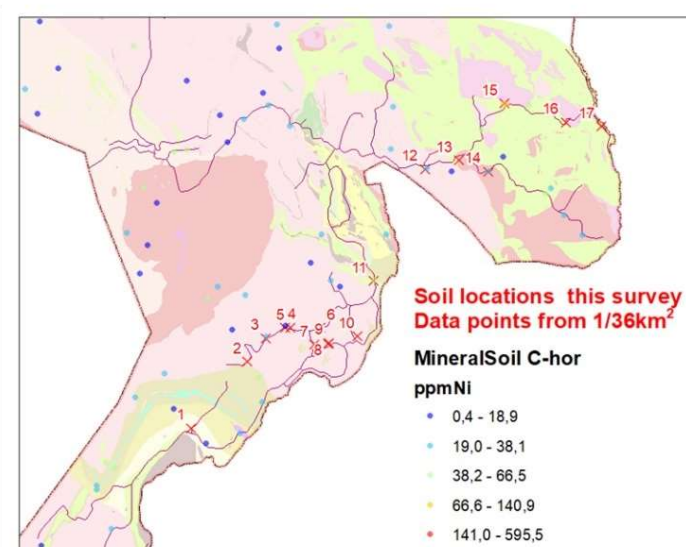 15
16
17
13
12
14
11
Soil locations this survey
Data points from 1/36km²
5 4
6
3
7
9
10
8
2
1
MineralSoil C-hor
ppmNi
0,4 - 18,9
19,0 - 38,1
38,2 - 66,5
66,6 - 140,9
141,0 - 595,5